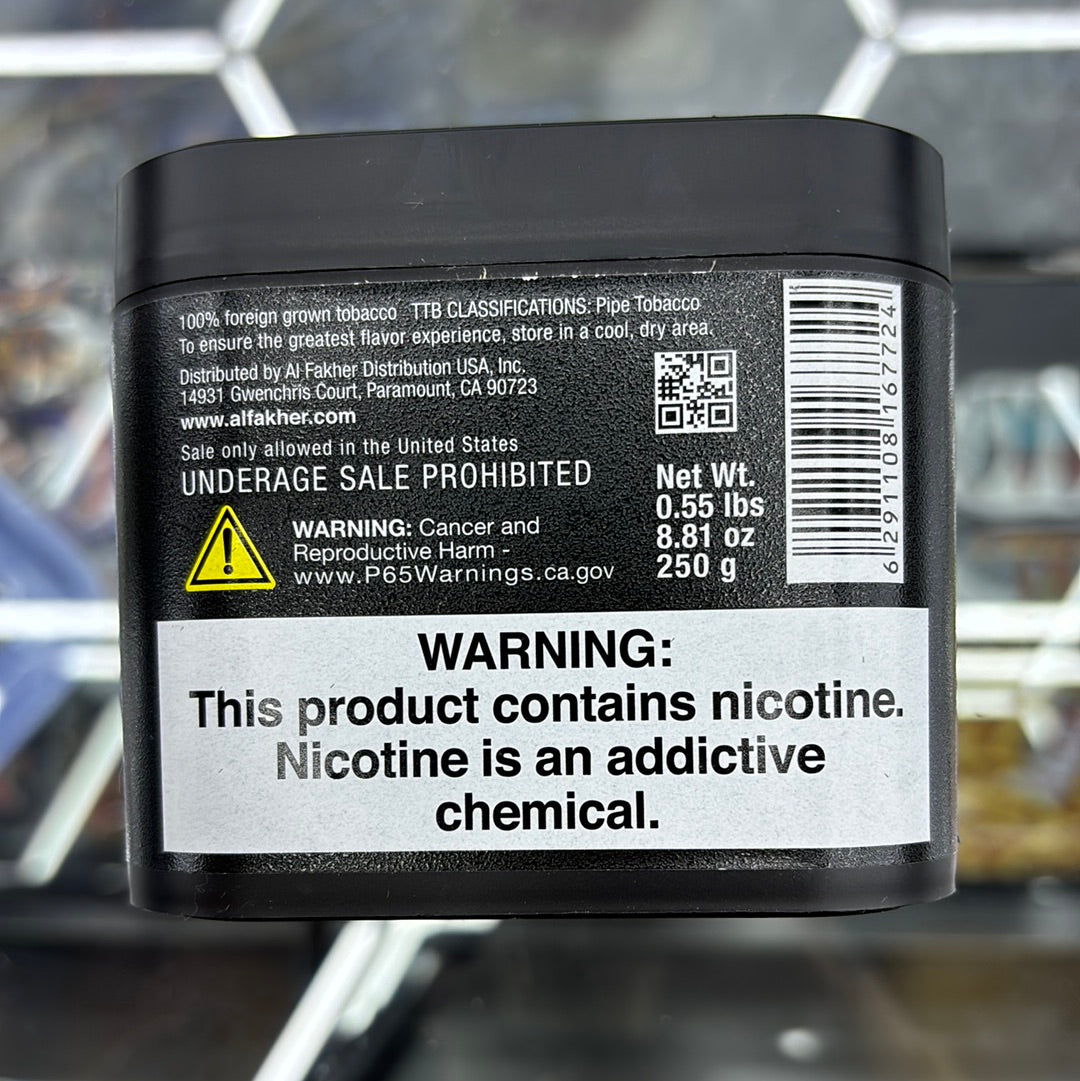 100% foreign grown tobacco TTB CLASSIFICATIONS: Pipe Tobacco
To ensure the greatest flavor experience, store in a cool, dry area.
Distributed by Al Fakher Distribution USA, Inc.
14931 Gwenchris Court, Paramount, CA 90723
www.alfakher.com
Sale only allowed in the United States
UNDERAGE SALE PROHIBITED
WARNING: Cancer and
Reproductive Harm -
www.P65Warnings.ca.gov
Net Wt.
0.55 lbs
8.81 oz
250 g
6 291108 167724
WARNING:
This product contains nicotine.
Nicotine is an addictive
chemical.